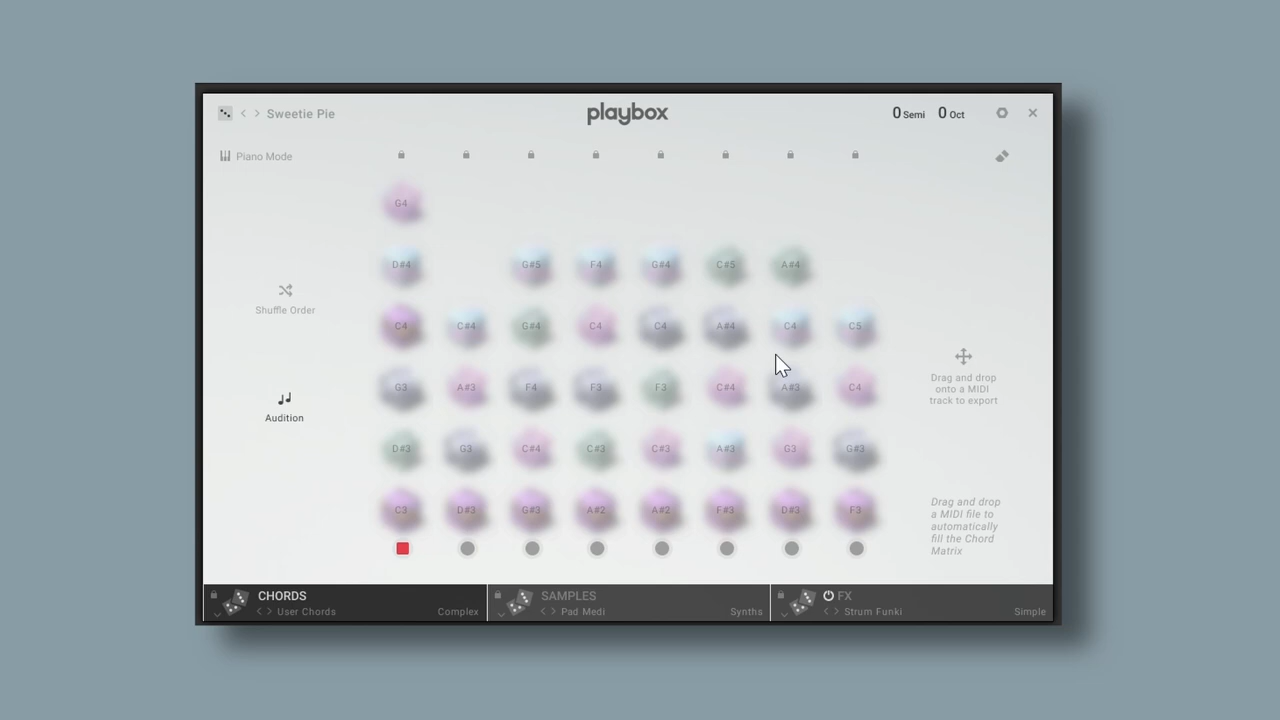 Sweetie Pie
playbox
0 Semi 0 Oct
Piano Mode
G4
D#4 G#5 F4 G#4 C#5 A#4
Shuffle Order
C4 C#4 G#4 C4 C4 A#4 C4 C5
Drag and drop
onto a MIDI
track to export
G3 A#3 F4 F3 F3 C#4 A#3 C4
Audition
D#3 G3 C#4 C#3 C#3 A#3 G3 G#3
C3 D#3 G#3 A#2 A#2 F#3 D#3 F3
Drag and drop
a MIDI file to
automatically
fill the Chord
Matrix
CHORDS
User Chords Complex
SAMPLES
Pad Medi Synths
FX
Strum Funki Simple